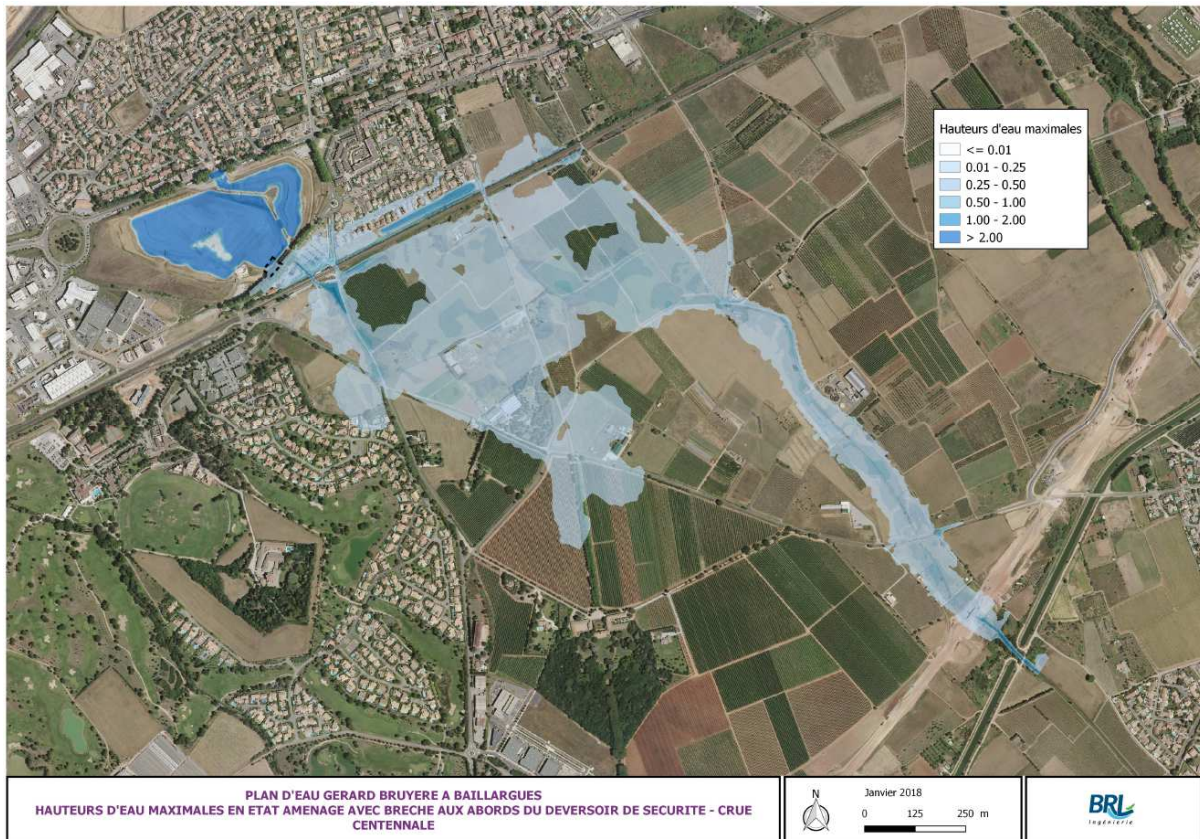 Hauteurs d'eau maximales
<= 0.01
0.01 - 0.25
0.25 - 0.50
0.50 - 1.00
1.00 - 2.00
> 2.00
PLAN D'EAU GERARD BRUYERE A BAILLARGUES
HAUTEURS D'EAU MAXIMALES EN ETAT AMENAGE AVEC BRECHE AUX ABORDS DU DEVERSOIR DE SECURITE - CRUE
CENTENNALE
N
Janvier 2018
0 125 250 m
BRL
Ingénierie